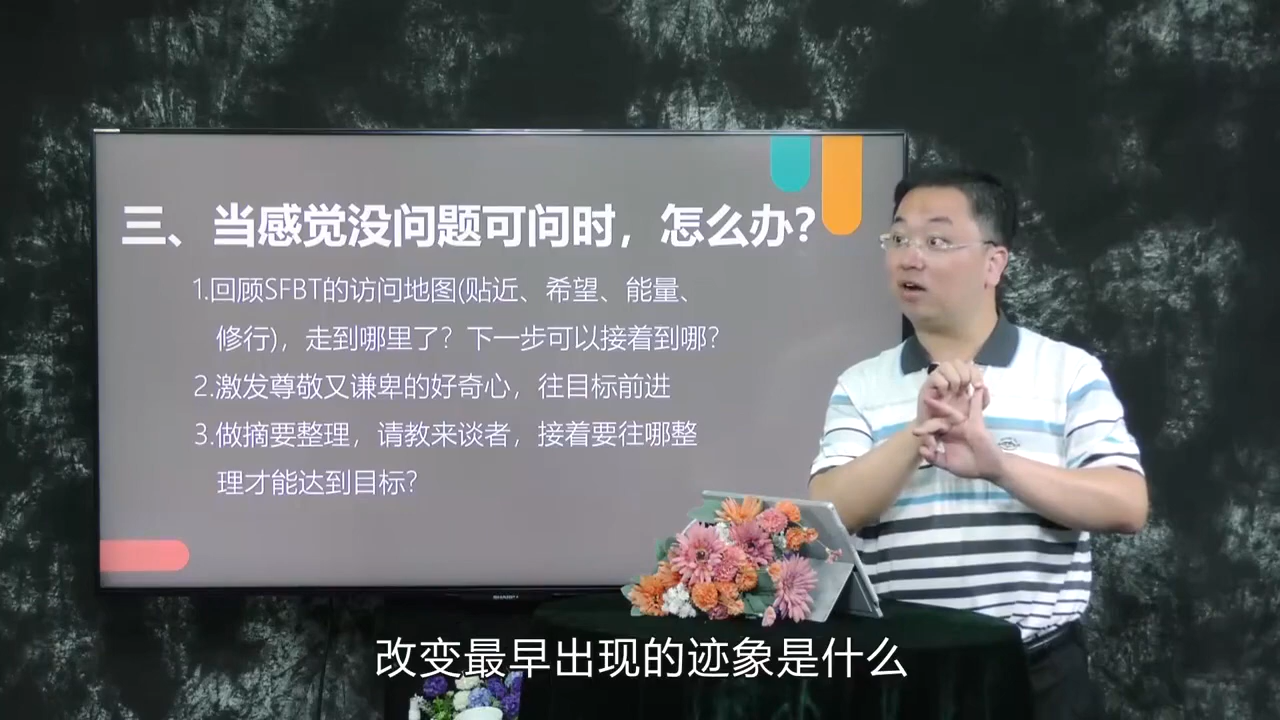 三、当感觉没问题可问时，怎么办？
1.回顾SFBT的访问地图(贴近、希望、能量、
修行)，走到哪里了？下一步可以接着到哪？
2.激发尊敬又谦卑的好奇心，往目标前进
3.做摘要整理，请教来谈者，接着要往哪整
理才能达到目标?
SHARP
改变最早出现的迹象是什么